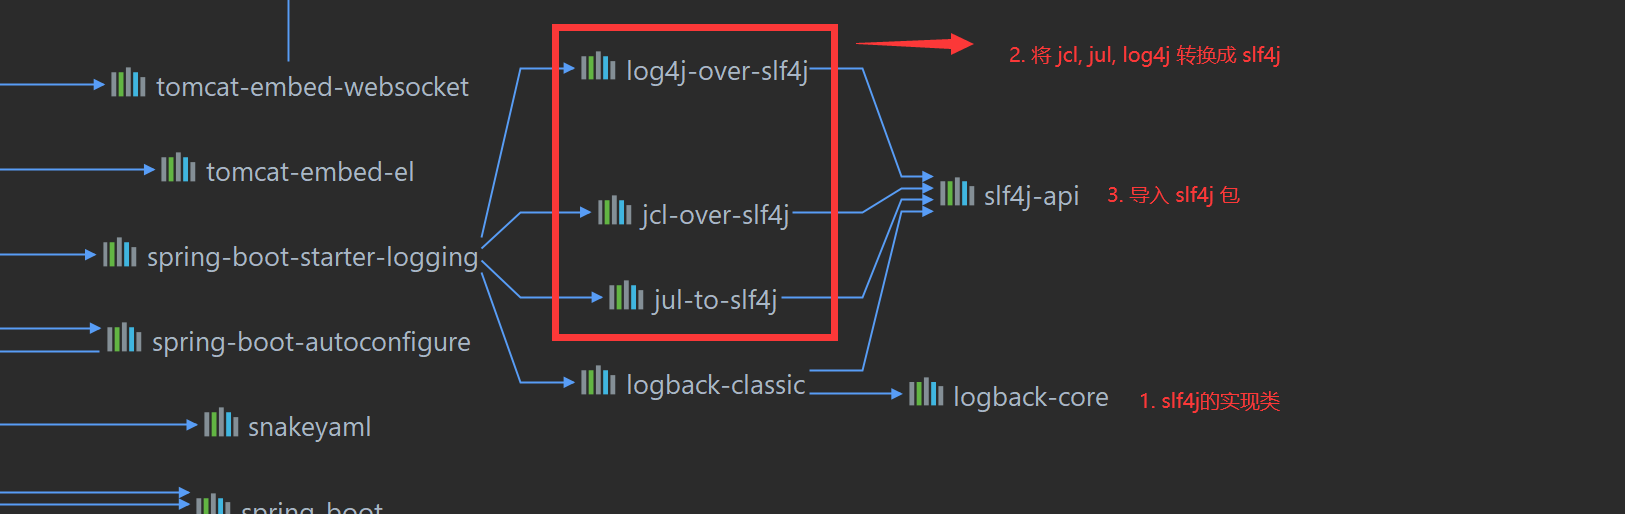 log4j-over-slf4j
2. 将 jcl, jul, log4j 转换成 slf4j
tomcat-embed-websocket
tomcat-embed-el
slf4j-api
3. 导入 slf4j 包
jcl-over-slf4j
spring-boot-starter-logging
jul-to-slf4j
spring-boot-autoconfigure
logback-classic
logback-core
1. slf4j的实现类
snakeyaml
spring-boot